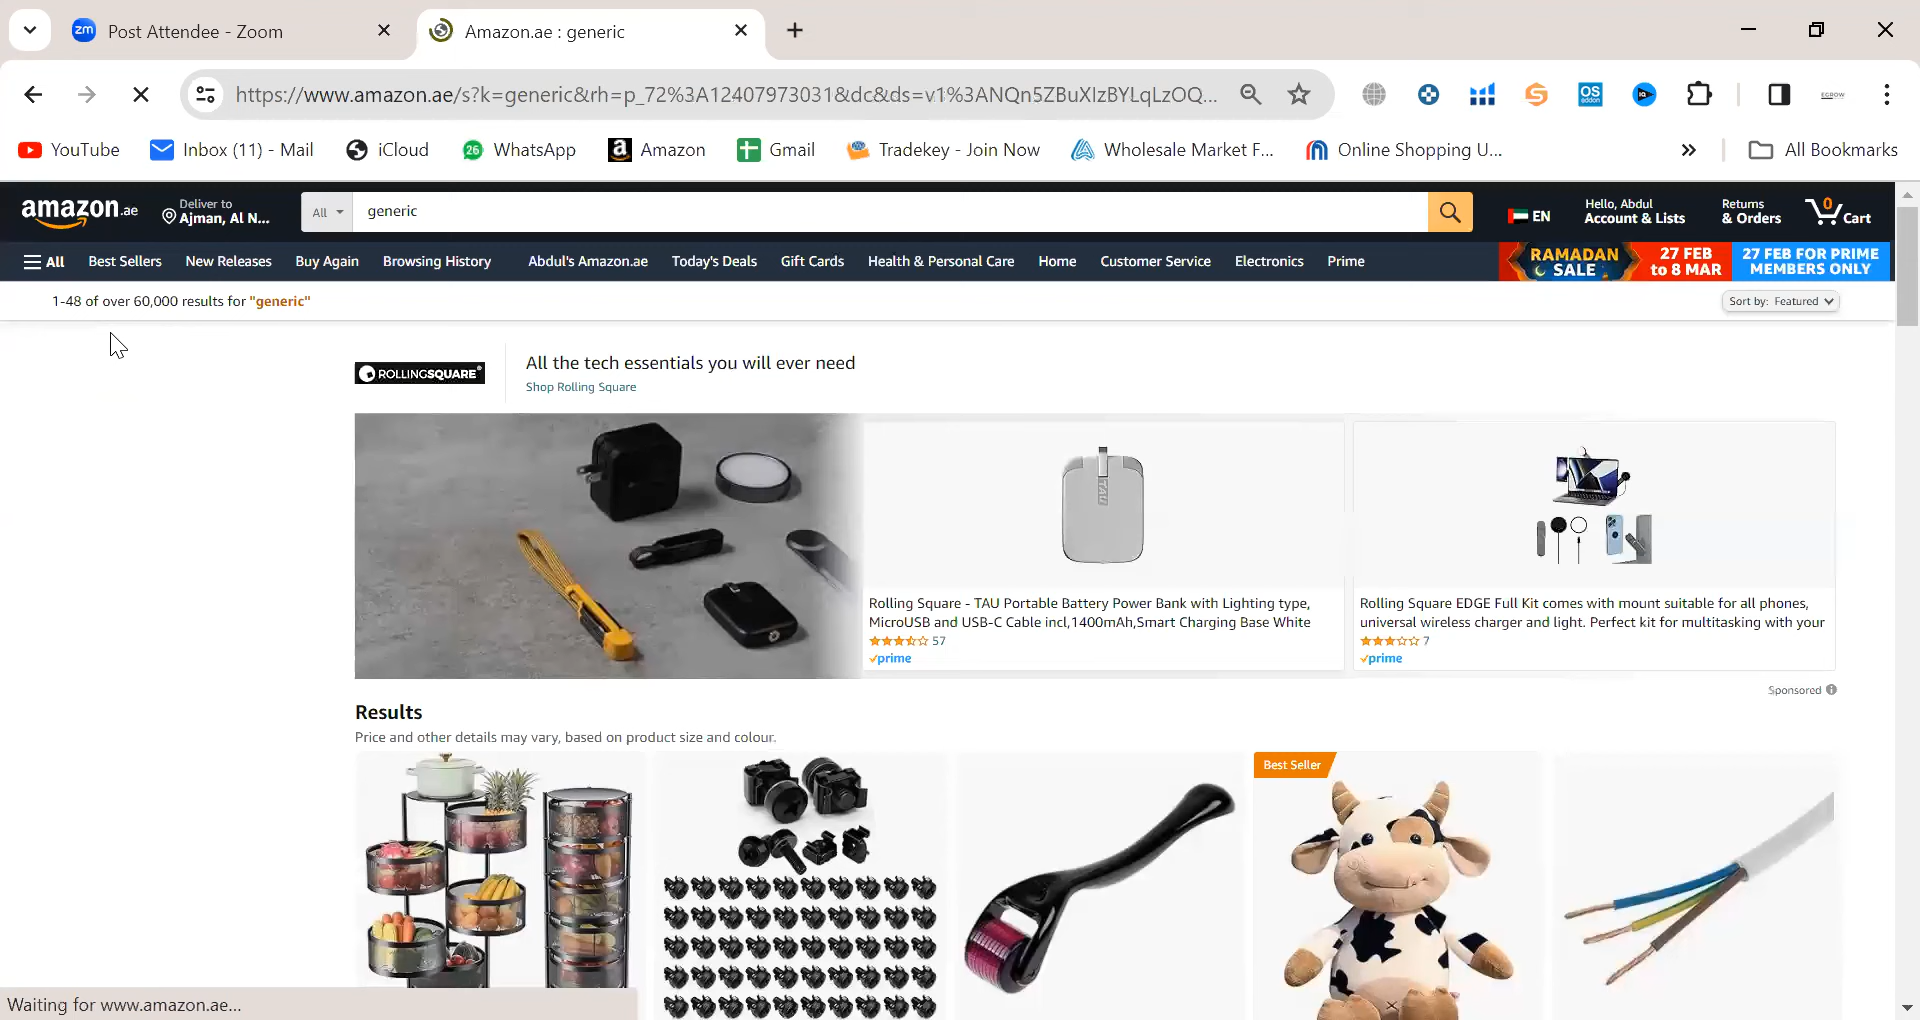 Post Attendee - Zoom
Amazon.ae : generic
https://www.amazon.ae/s?k=generic&rh=p_72%3A12407973031&dc&ds=v1%3ANQn5ZBuXIzBYLqLzOQ...
YouTube
Inbox (11) - Mail
iCloud
26
WhatsApp
Amazon
Gmail
Tradekey - Join Now
Wholesale Market F...
Online Shopping U...
»
All Bookmarks
amazon.ae
Deliver to
Ajman, Al N...
All
generic
EN
Hello, Abdul
Account & Lists
Returns
& Orders
0
Cart
All
Best Sellers
New Releases
Buy Again
Browsing History
Abdul's Amazon.ae
Today's Deals
Gift Cards
Health & Personal Care
Home
Customer Service
Electronics
Prime
RAMADAN
SALE
27 FEB
to 8 MAR
27 FEB FOR PRIME
MEMBERS ONLY
1-48 of over 60,000 results for "generic"
Sort by: Featured
ROLLINGSQUARE®
All the tech essentials you will ever need
Shop Rolling Square
TAU
Rolling Square - TAU Portable Battery Power Bank with Lighting type,
MicroUSB and USB-C Cable incl,1400mAh,Smart Charging Base White
57
prime
Rolling Square EDGE Full Kit comes with mount suitable for all phones,
universal wireless charger and light. Perfect kit for multitasking with your
7
prime
Sponsored
Results
Price and other details may vary, based on product size and colour.
Best Seller
Waiting for www.amazon.ae...